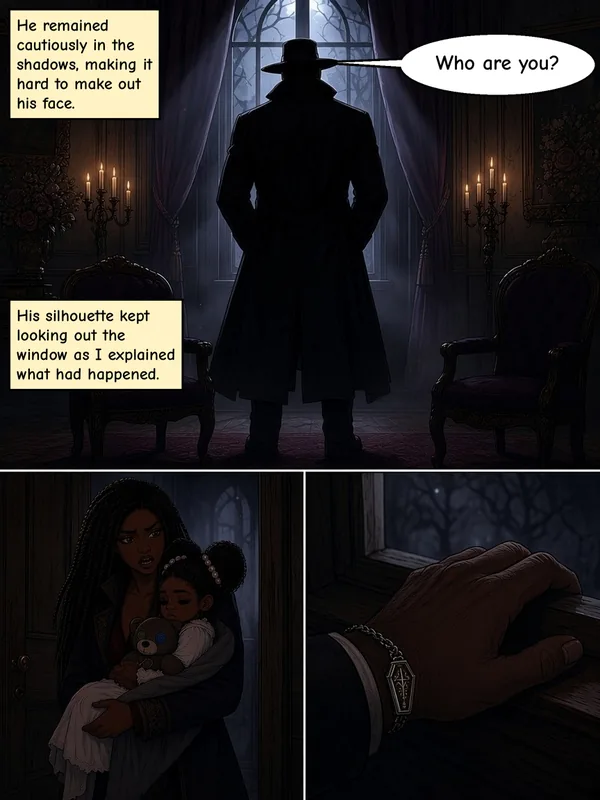 He remained
cautiously in the
shadows, making it
hard to make out
his face.
Who are you?
His silhouette kept
looking out the
window as I explained
what had happened.